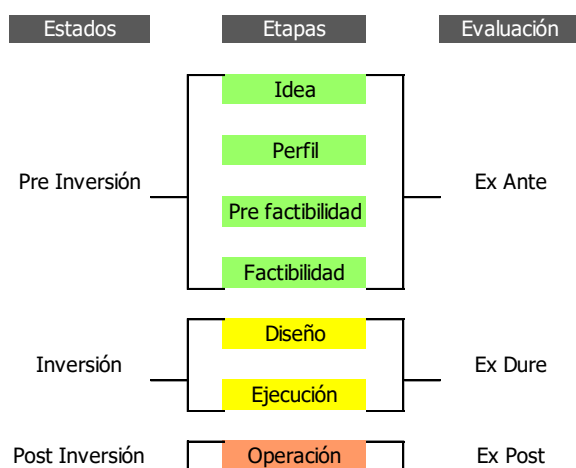 Estados Etapas Evaluación
Idea
Perfil
Pre Inversión Ex Ante
Pre factibilidad
Factibilidad
Diseño
Inversión Ex Dure
Ejecución
Post Inversión Operación Ex Post